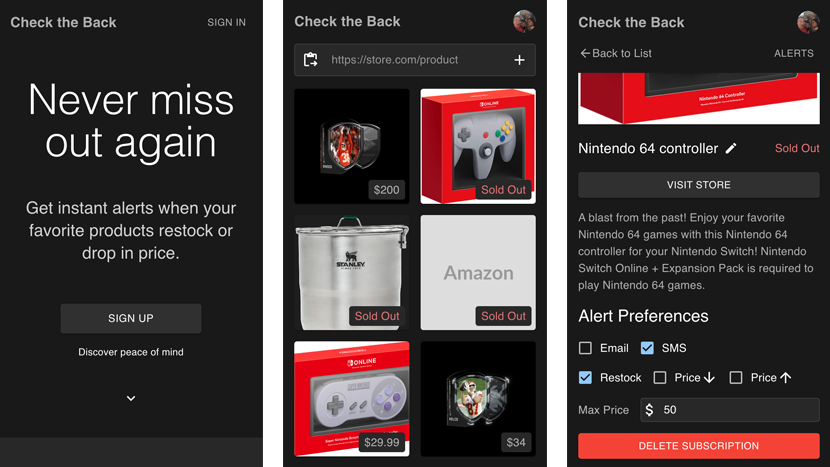 Check the Back
SIGN IN
Never miss
out again
Get instant alerts when your
favorite products restock or
drop in price.
SIGN UP
Discover peace of mind
Check the Back
https://store.com/product
$200
ONLINE
Sold Out
STANLEY
Sold Out
Amazon
Sold Out
ONLINE
$29.99
$34
Check the Back
Back to List
ALERTS
Nintendo 64 Controller
Nintendo 64 controller
Sold Out
VISIT STORE
A blast from the past! Enjoy your favorite
Nintendo 64 games with this Nintendo 64
controller for your Nintendo Switch! Nintendo
Switch Online + Expansion Pack is required to
play Nintendo 64 games.
Alert Preferences
Email
SMS
Restock
Price
Price
Max Price
$ 50
DELETE SUBSCRIPTION